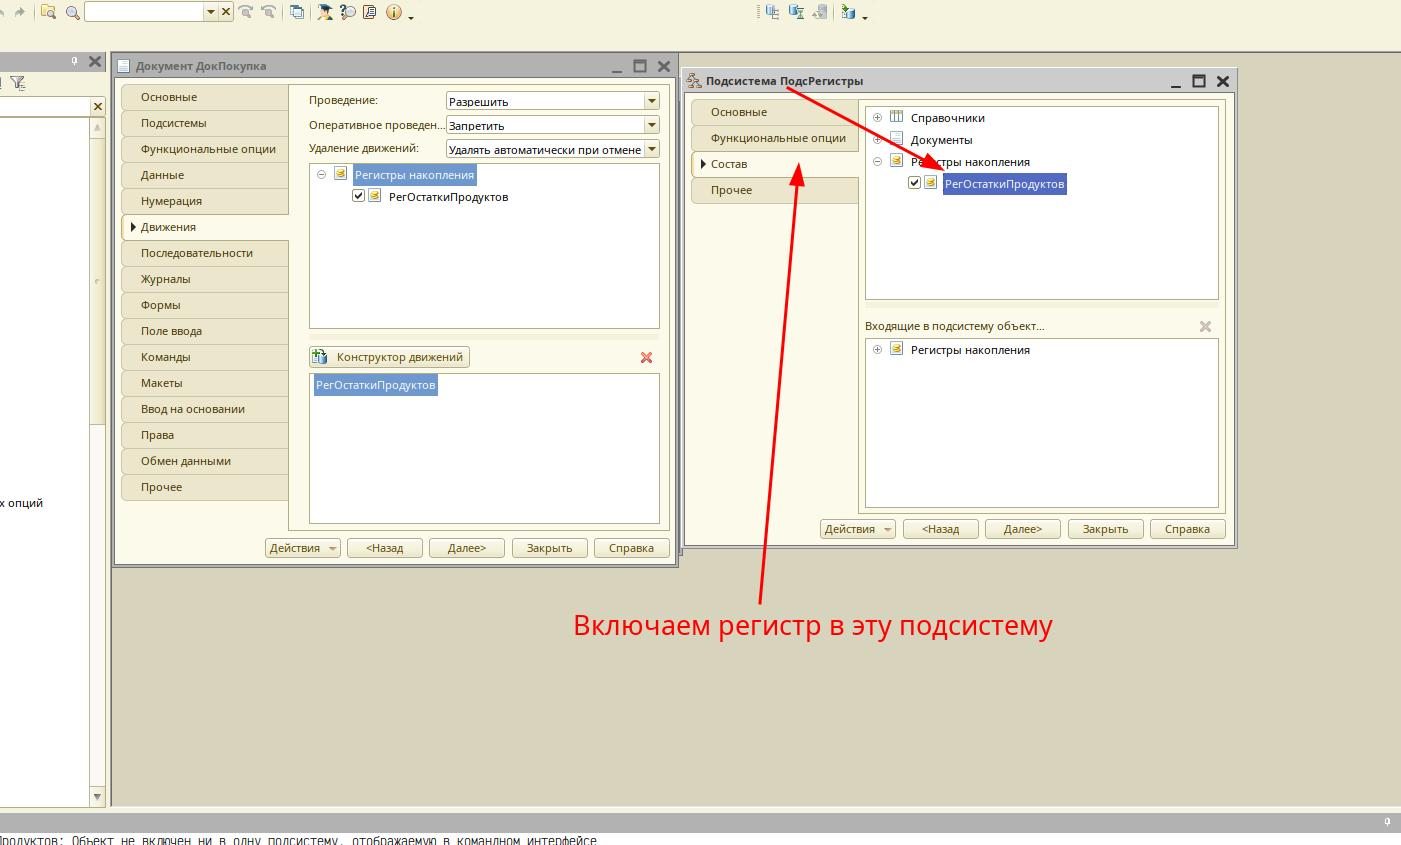 Документ ДокПокупка
Основные
Подсистемы
Функциональные опции
Данные
Нумерация
Движения
Последовательности
Журналы
Формы
Поле ввода
Команды
Макеты
Ввод на основании
Права
Обмен данными
Прочее
Проведение:
Разрешить
Оперативное проведен...
Запретить
Удаление движений:
Удалять автоматически при отмене
Регистры накопления
РегОстаткиПродуктов
Конструктор движений
РегОстаткиПродуктов
Действия
<Назад
Далее>
Закрыть
Справка
Подсистема ПодсРегистры
Основные
Функциональные опции
Состав
Прочее
Справочники
Документы
Регистры накопления
РегОстаткиПродуктов
Входящие в подсистему объект...
Регистры накопления
Действия
<Назад
Далее>
Закрыть
Справка
х опций
Включаем регистр в эту подсистему
Продуктов: Объект не включен ни в одну подсистему, отображаемую в командном интерфейсе